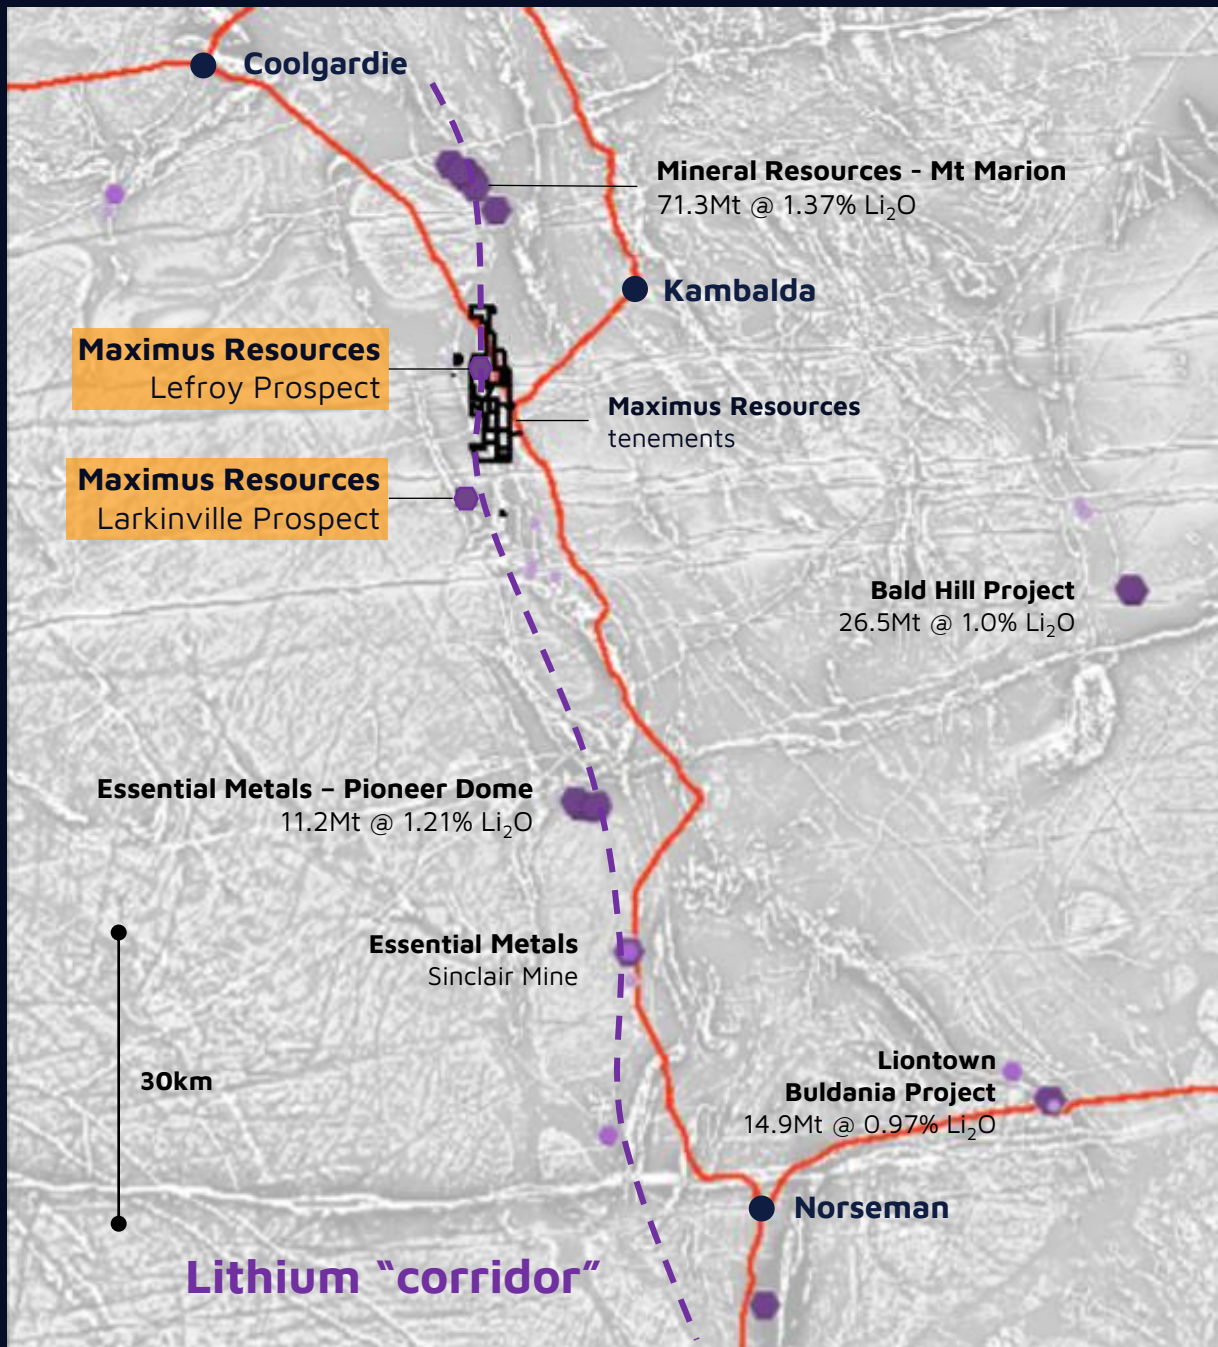 Coolgardie
Mineral Resources - Mt Marion
71.3Mt @ 1.37% Li₂O
Kambalda
Maximus Resources
Lefroy Prospect
Maximus Resources
tenements
Maximus Resources
Larkinville Prospect
Bald Hill Project
26.5Mt @ 1.0% Li₂O
Essential Metals – Pioneer Dome
11.2Mt @ 1.21% Li₂O
Essential Metals
Sinclair Mine
30km
Liontown
Buldania Project
14.9Mt @ 0.97% Li₂O
Norseman
Lithium “corridor”